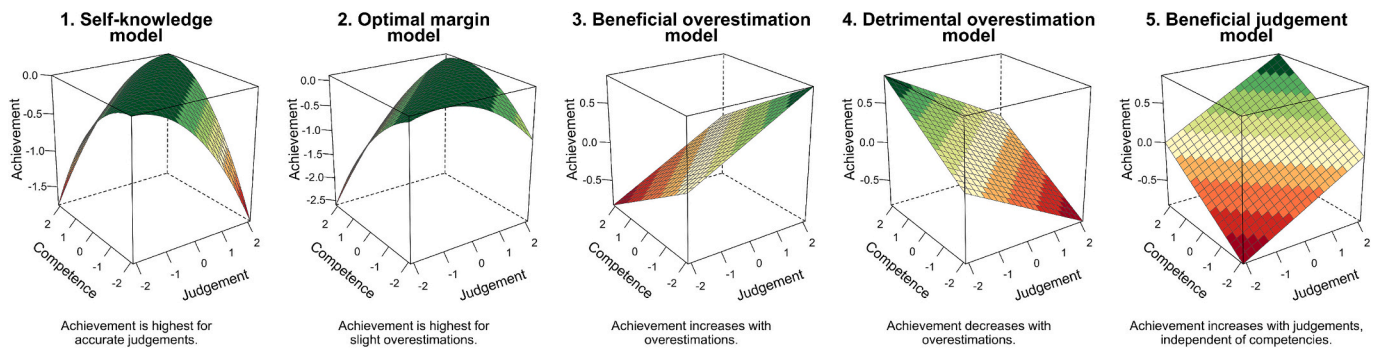 1. Self-knowledge
model
0.0
-0.5
-1.0
-1.5
Achievement
2
1
0
-1
-2
Competence
-2
-1
0
1
2
Judgement
Achievement is highest for
accurate judgements.
2. Optimal margin
model
0.0
-0.5
-1.0
-1.5
-2.0
-2.5
Achievement
2
1
0
-1
-2
Competence
-2
-1
0
1
2
Judgement
Achievement is highest for
slight overestimations.
3. Beneficial overestimation
model
0.5
0.0
-0.5
Achievement
2
1
0
-1
-2
Competence
-2
-1
0
1
2
Judgement
Achievement increases with
overestimations.
4. Detrimental overestimation
model
0.5
0.0
-0.5
Achievement
2
1
0
-1
-2
Competence
-2
-1
0
1
2
Judgement
Achievement decreases with
overestimations.
5. Beneficial judgement
model
0.5
0.0
-0.5
Achievement
2
1
0
-1
-2
Competence
-2
-1
0
1
2
Judgement
Achievement increases with judgements,
independent of competencies.